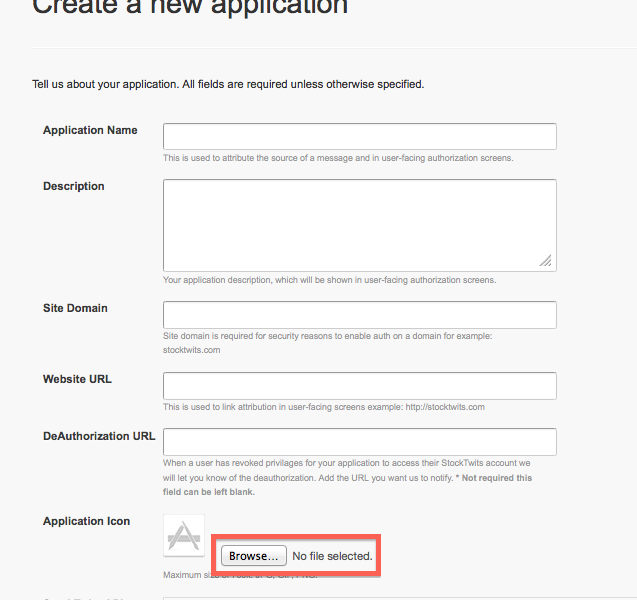 Create a new application
Tell us about your application. All fields are required unless otherwise specified.
Application Name
This is used to attribute the source of a message and in user-facing authorization screens.
Description
Your application description, which will be shown in user-facing authorization screens.
Site Domain
Site domain is required for security reasons to enable auth on a domain for example:
stocktwits.com
Website URL
This is used to link attribution in user-facing screens example: http://stocktwits.com
DeAuthorization URL
When a user has revoked privilages for your application to access their StockTwits account we
will let you know of the deauthorization. Add the URL you want us to notify. * Not required this
field can be left blank.
Application Icon
Browse... No file selected.
Maximum size